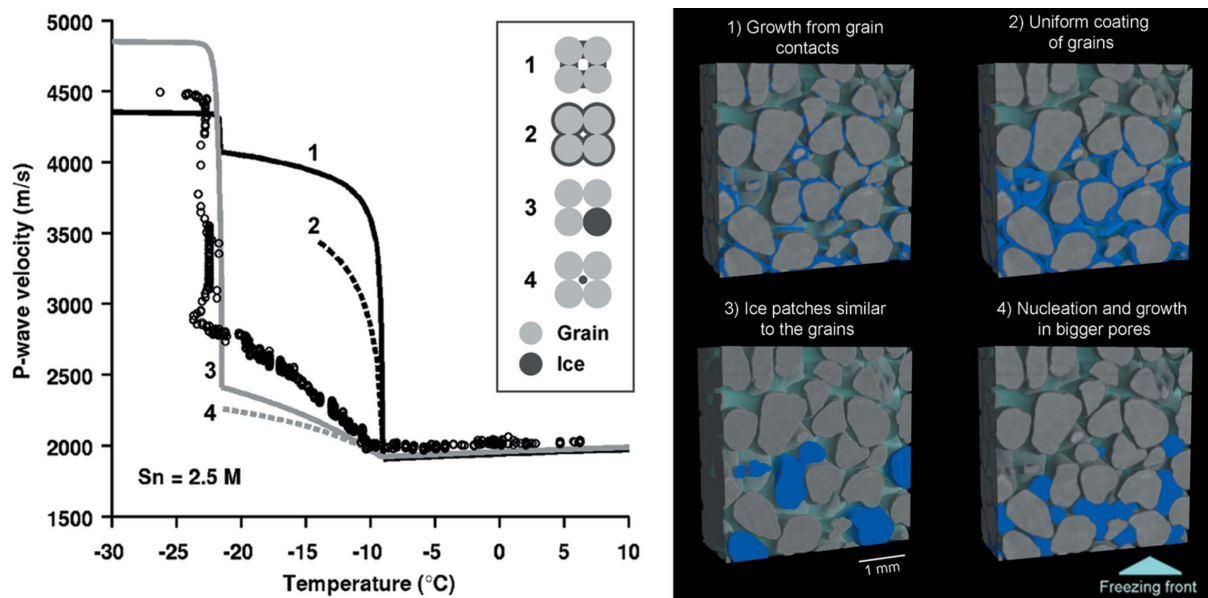 5000
4500
4000
3500
3000
2500
2000
1500
P-wave velocity (m/s)
-30 -25 -20 -15 -10 -5 0 5 10
Temperature (°C)
1
2
3
4
Sn = 2.5 M
1
2
3
4
Grain
Ice
1) Growth from grain
contacts
2) Uniform coating
of grains
3) Ice patches similar
to the grains
4) Nucleation and growth
in bigger pores
1 mm
Freezing front